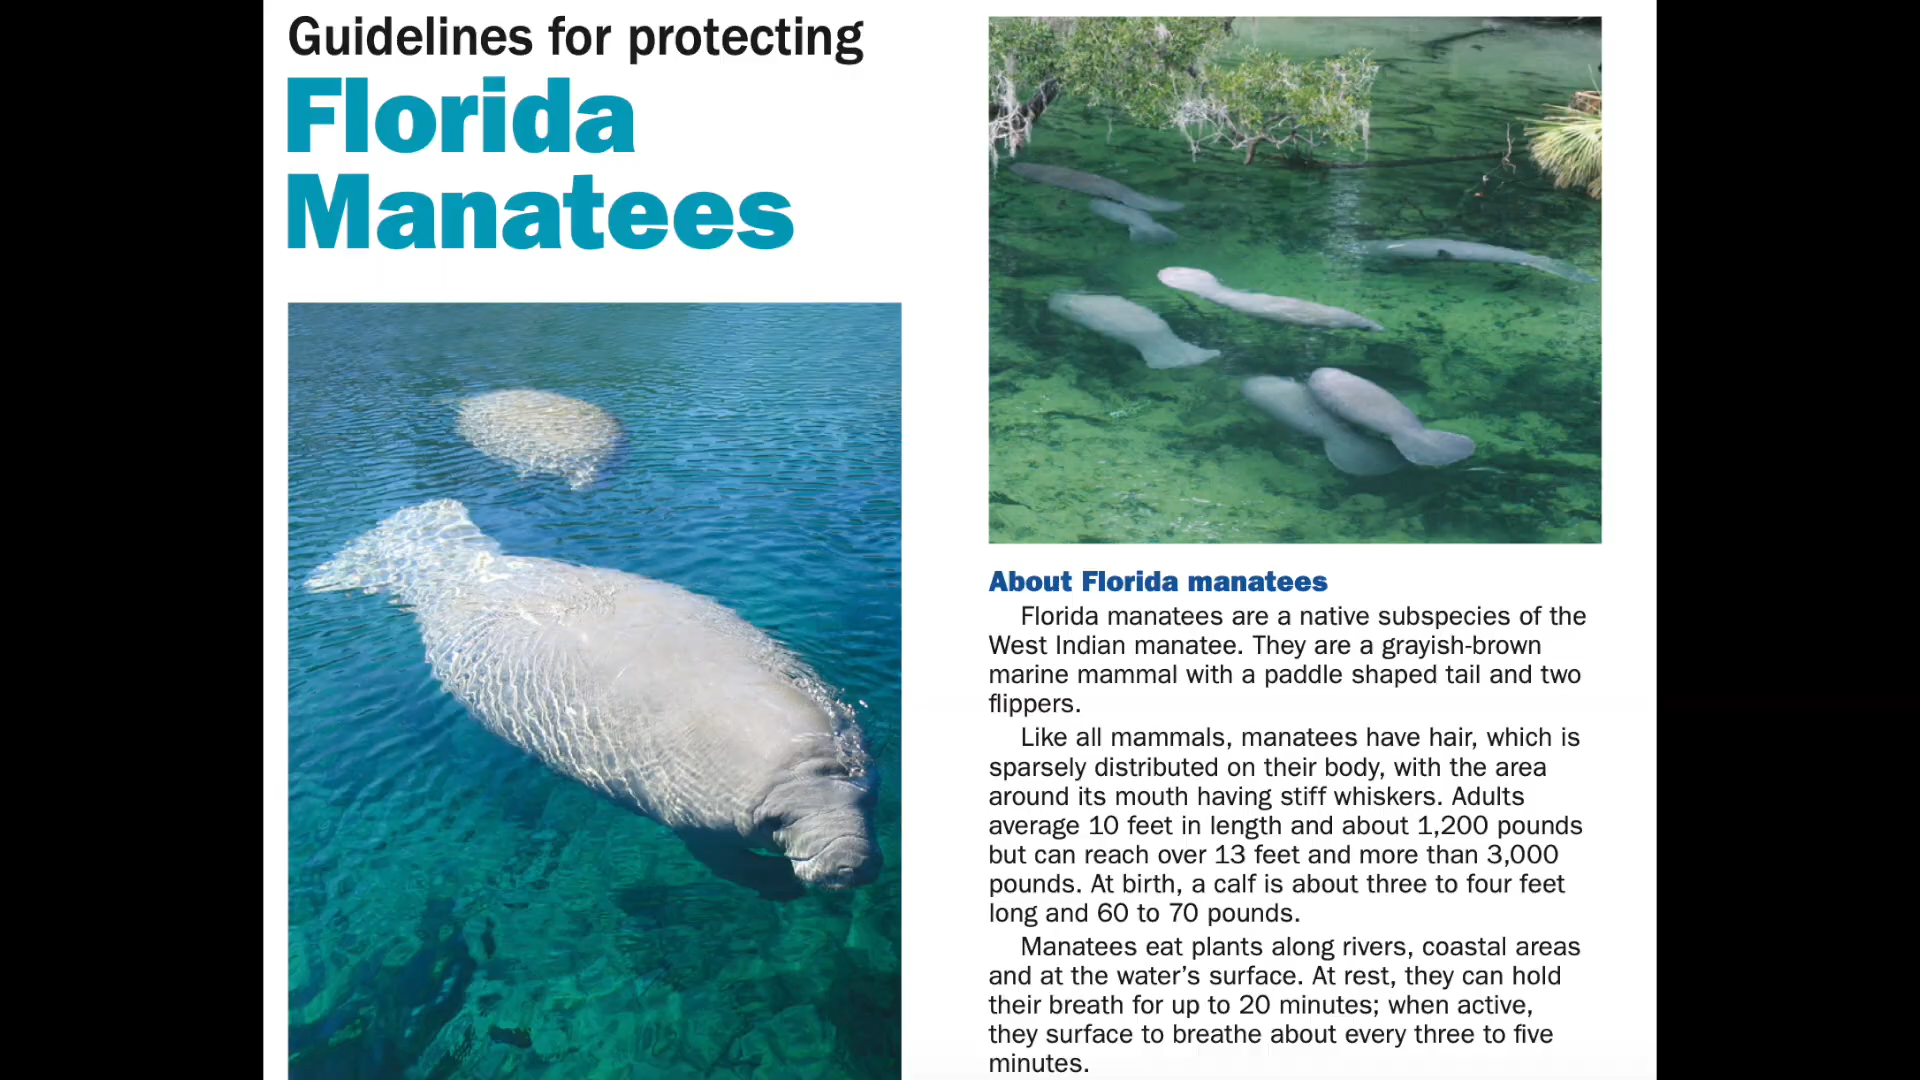 Guidelines for protecting
Florida
Manatees
About Florida manatees
Florida manatees are a native subspecies of the
West Indian manatee. They are a grayish-brown
marine mammal with a paddle shaped tail and two
flippers.
Like all mammals, manatees have hair, which is
sparsely distributed on their body, with the area
around its mouth having stiff whiskers. Adults
average 10 feet in length and about 1,200 pounds
but can reach over 13 feet and more than 3,000
pounds. At birth, a calf is about three to four feet
long and 60 to 70 pounds.
Manatees eat plants along rivers, coastal areas
and at the water’s surface. At rest, they can hold
their breath for up to 20 minutes; when active,
they surface to breathe about every three to five
minutes.